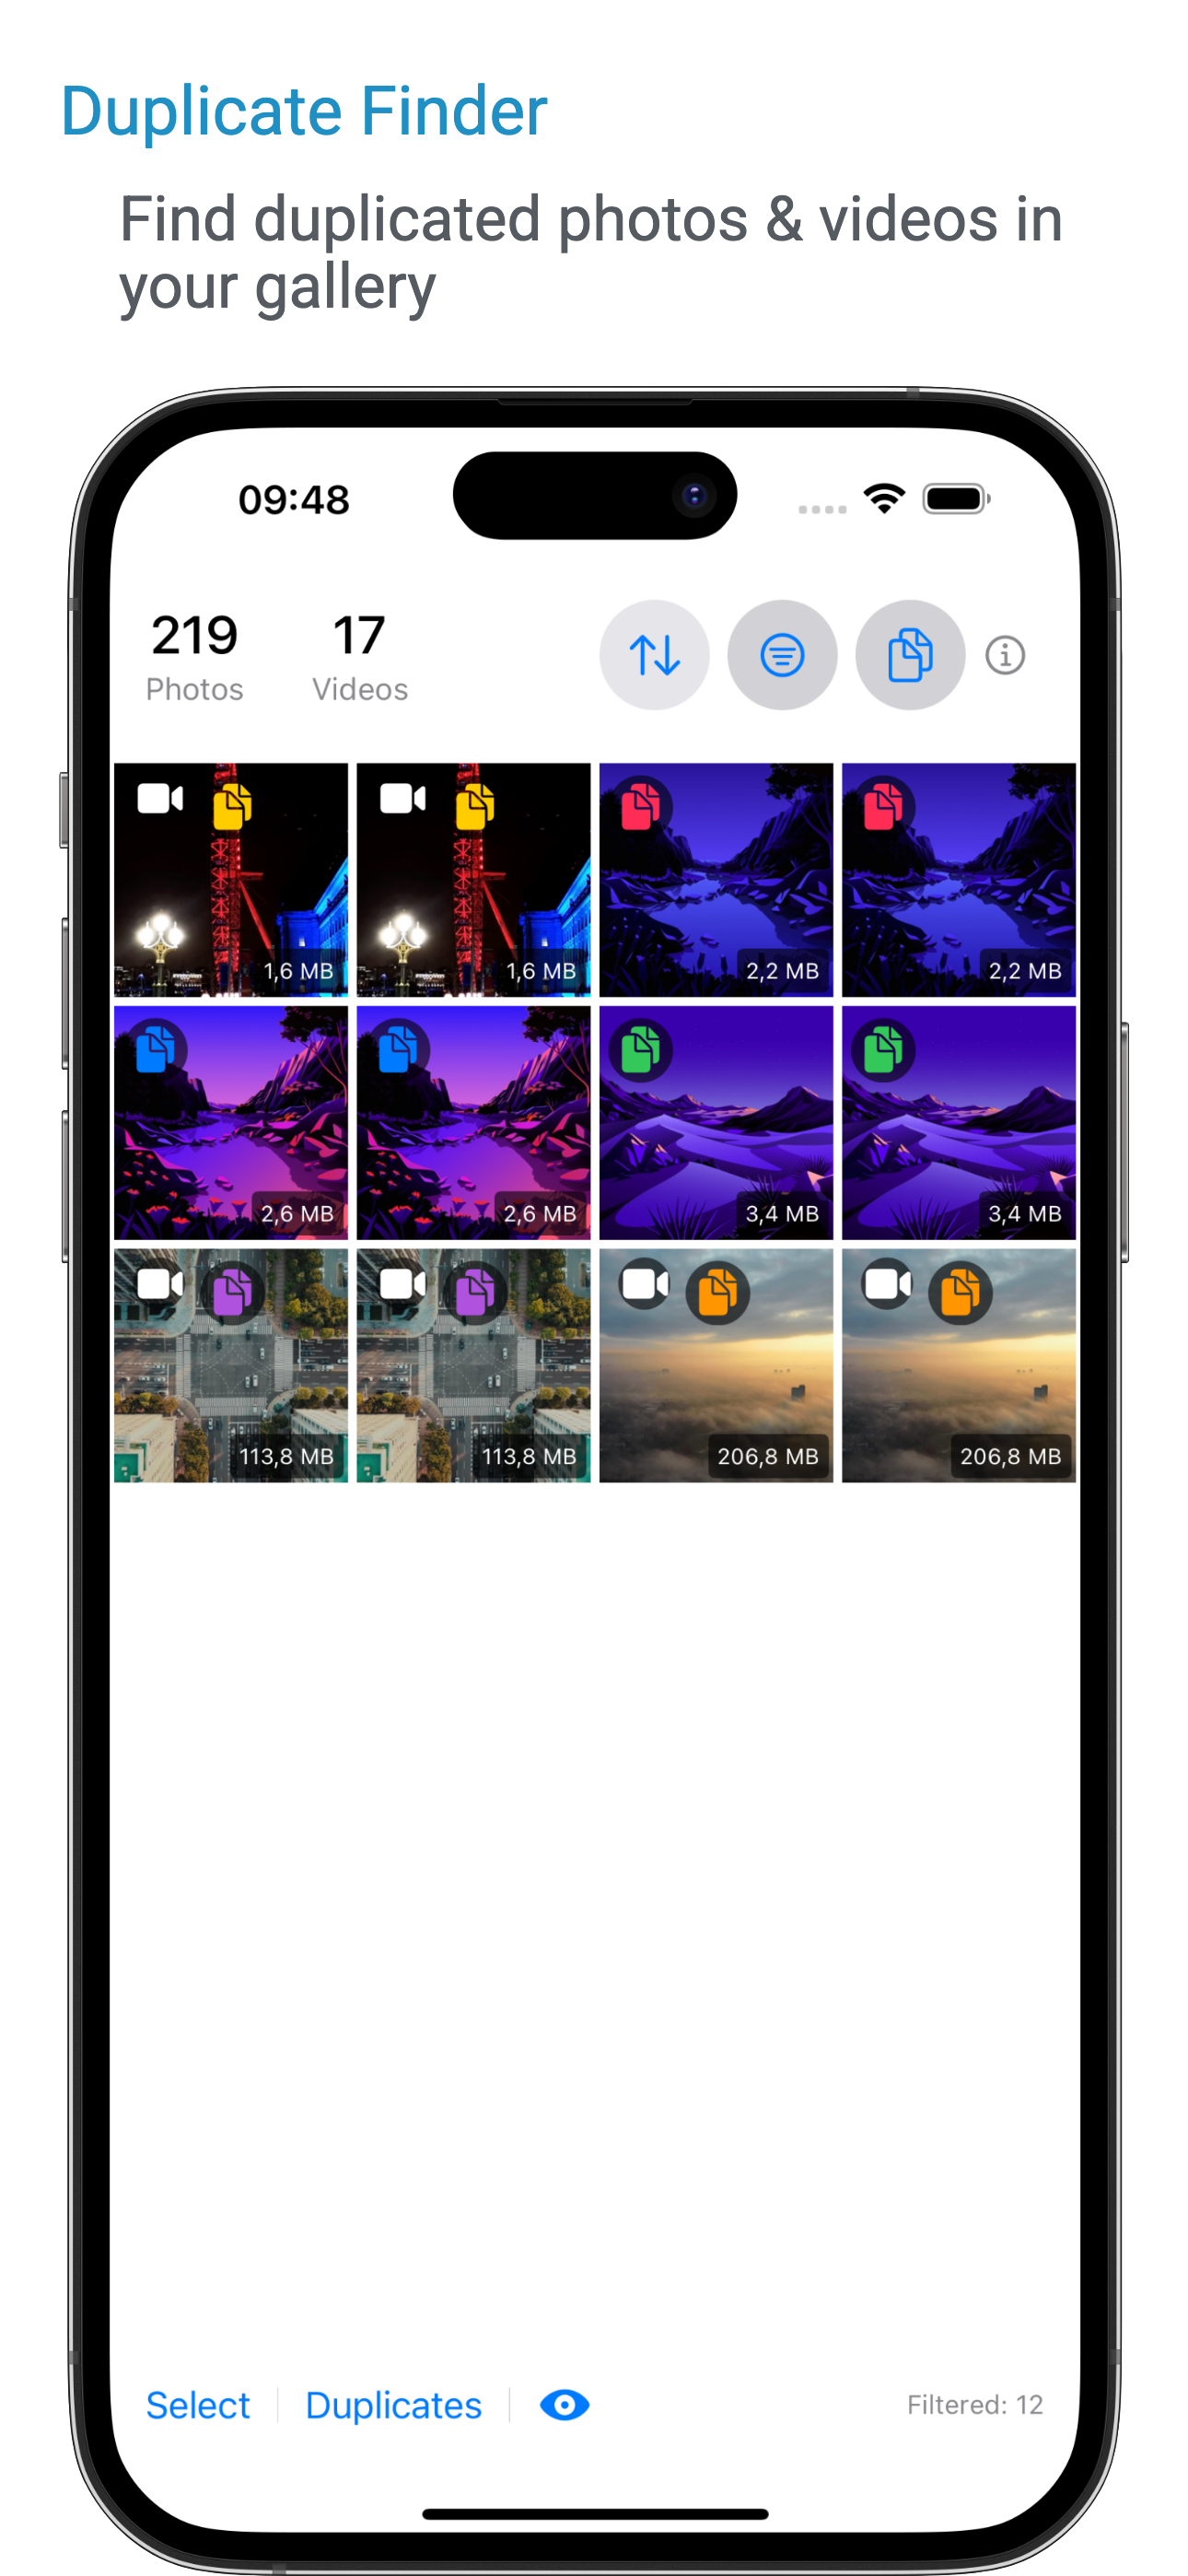 Duplicate Finder
Find duplicated photos & videos in
your gallery
09:48
219 17
Photos Videos
1,6 MB 1,6 MB 2,2 MB 2,2 MB
2,6 MB 2,6 MB 3,4 MB 3,4 MB
113,8 MB 113,8 MB 206,8 MB 206,8 MB
Select Duplicates Filtered: 12